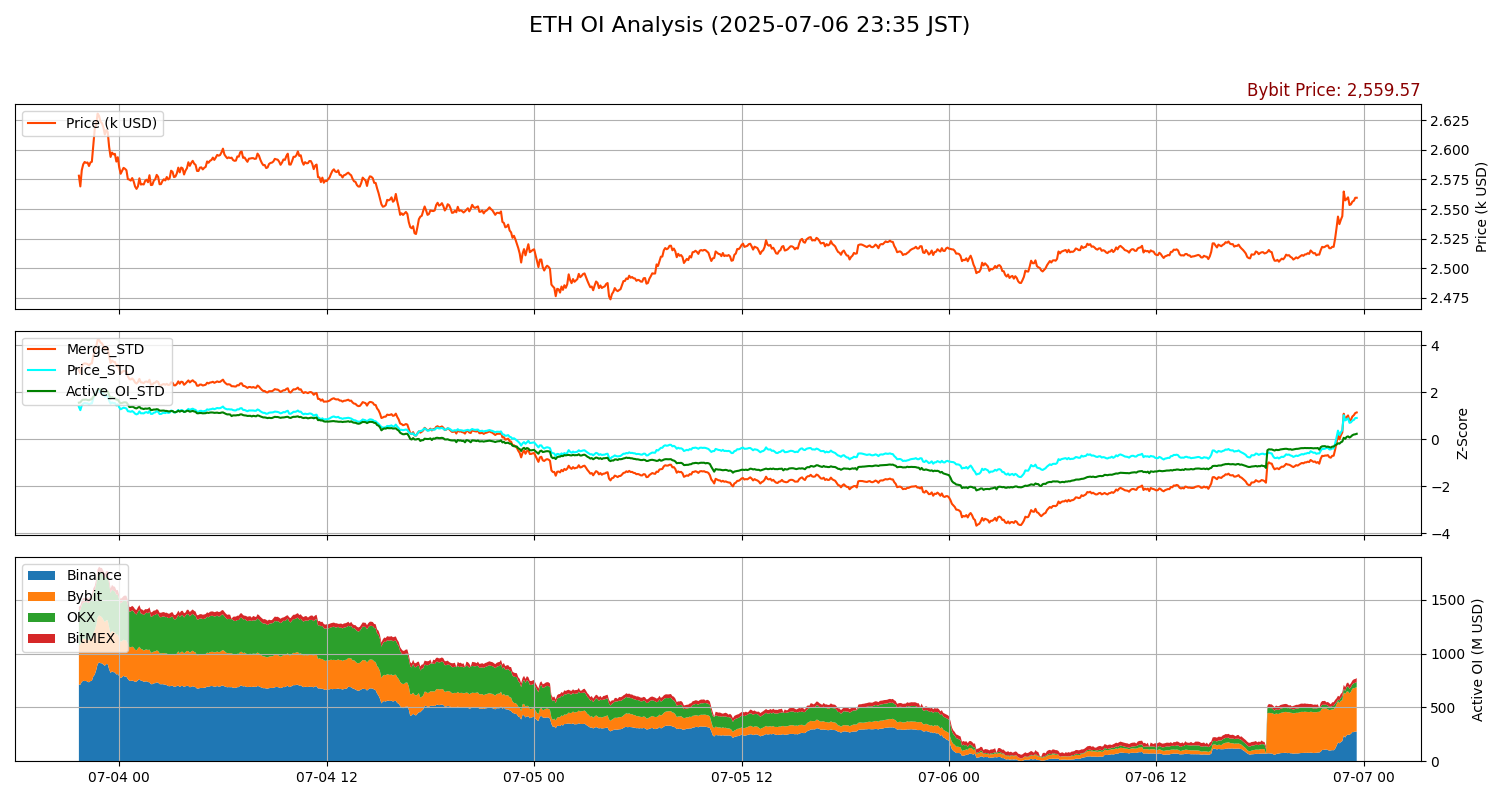 ETH OI Analysis (2025-07-06 23:35 JST)
Bybit Price: 2,559.57
Price (k USD)
2.625
2.600
2.575
2.550
2.525
2.500
2.475
Price (k USD)
Merge_STD
Price_STD
Active_OI_STD
4
2
0
−2
−4
Z-Score
Binance
Bybit
OKX
BitMEX
1500
1000
500
0
Active OI (M USD)
07-04 00
07-04 12
07-05 00
07-05 12
07-06 00
07-06 12
07-07 00